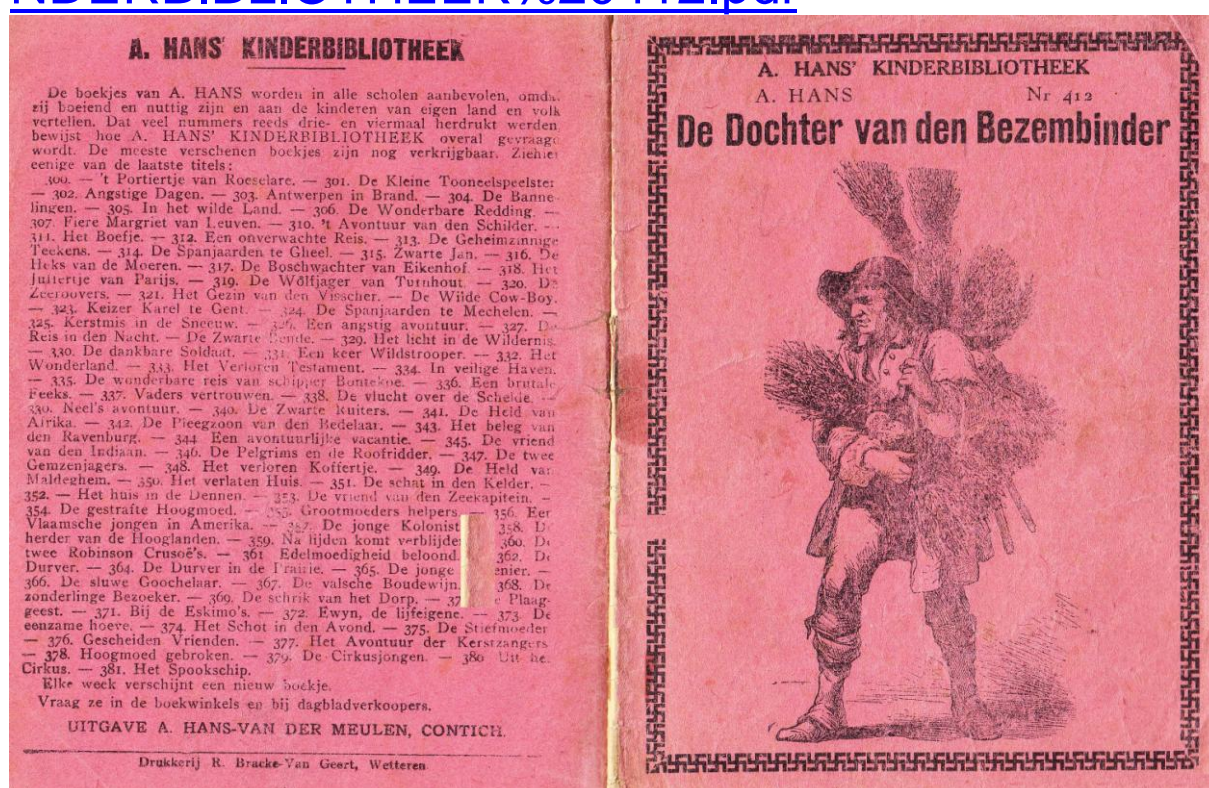 NDERBIBLIOTHEEK%20412.pdf
A. HANS' KINDERBIBLIOTHEEK
De boekjes van A. HANS worden in alle scholen aanbevolen, omda
zij boeiend en nuttig zijn en aan de kinderen van eigen land en volk
vertellen. Dat veel nummers reeds drie- en viermaal herdrukt werden
bewijst hoe A. HANS' KINDERBIBLIOTHEEK overal gevraagd
wordt. De meeste verschenen boekjes zijn nog verkrijgbaar. Ziehier
eenige van de laatste titels:
300. — 't Portiertje van Roeselare. — 301. De Kleine Tooneelspeelster
— 302. Angstige Dagen. — 303. Antwerpen in Brand. — 304. De Banne-
lingen. — 305. In het wilde Land. — 306. De Wonderbare Redding. —
307. Fiere Margriet van Leuven. — 310. 't Avontuur van den Schilder. —
311. Het Boefje. — 312. Een onverwachte Reis. — 313. De Geheimzinnige
Teekens. — 314. De Spanjaarden te Gheel. — 315. Zwarte Jan. — 316. De
Heks van de Moeren. — 317. De Boschwachter van Eikenhof. — 318. Het
Juffertje van Parijs. — 319. De Wolfjager van Turnhout. — 320. De
Zeeroovers. — 321. Het Gezin van den Visscher. — De Wilde Cow-Boy.
— 323. Keizer Karel te Gent. — 324. De Spanjaarden te Mechelen. —
325. Kerstmis in de Sneeuw. — 326. Een angstig avontuur. — 327. De
Reis in den Nacht. — De Zwarte Bende. — 329. Het licht in de Wildernis.
— 330. De dankbare Soldaat. — 331. Een keer Wildstrooper. — 332. Het
Wonderland. — 333. Het Verloren Testament. — 334. In veilige Haven.
— 335. De wonderbare reis van schipper Bontekoe. — 336. Een brutale
Feeks. — 337. Vaders vertrouwen. — 338. De vlucht over de Schelde. —
339. Neel's avontuur. — 340. De Zwarte Ruiters. — 341. De Held van
Afrika. — 342. De Pleegzoon van den Bedelaar. — 343. Het beleg van
den Ravenburg. — 344 Een avontuurlijke vacantie. — 345. De vriend
van den Indiaan. — 346. De Pelgrims en de Roofridder. — 347. De twee
Gemzenjagers. — 348. Het verloren Koffertje. — 349. De Held van
Maldeghem. — 350. Het verlaten Huis. — 351. De schat in den Kelder. —
352. — Het huis in de Dennen. — 353. De vriend van den Zeekapitein. —
354. De gestrafte Hoogmoed. — 355. Grootmoeders helpers. — 356. Een
Vlaamsche jongen in Amerika. — 357. De jonge Kolonist 358. De
herder van de Hooglanden. — 359. Na lijden komt verblijde 360. De
twee Robinson Crusoë's. — 361 Edelmoedigheid beloond. 362. De
Durver. — 364. De Durver in de Prairie. — 365. De jonge enier. —
366. De sluwe Goochelaar. — 367. De valsche Boudewijn. 368. De
zonderlinge Bezoeker. — 369. De schrik van het Dorp. — 37 Plaag-
geest. — 371. Bij de Eskimo's. — 372. Ewyn, de lijfeigene. — 373. De
eenzame hoeve. — 374. Het Schot in den Avond. — 375. De Stiefmoeder
— 376. Gescheiden Vrienden. — 377. Het Avontuur der Kerstzangers
— 378. Hoogmoed gebroken. — 379. De Cirkusjongen. — 380 Uit he.
Cirkus. — 381. Het Spookschip.
Elke week verschijnt een nieuw boekje.
Vraag ze in de boekwinkels en bij dagbladverkoopers.
UITGAVE A. HANS-VAN DER MEULEN, CONTICH.
Drukkerij R. Bracke-Van Geert, Wetteren
A. HANS' KINDERBIBLIOTHEEK
A. HANS Nr 412
De Dochter van den Bezembinder